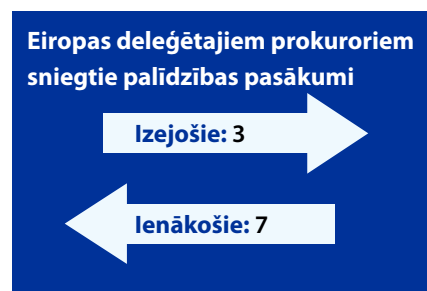 Eiropas deleģētajiem prokuroriem
sniegtie palīdzības pasākumi
Izejošie: 3
Ienākošie: 7